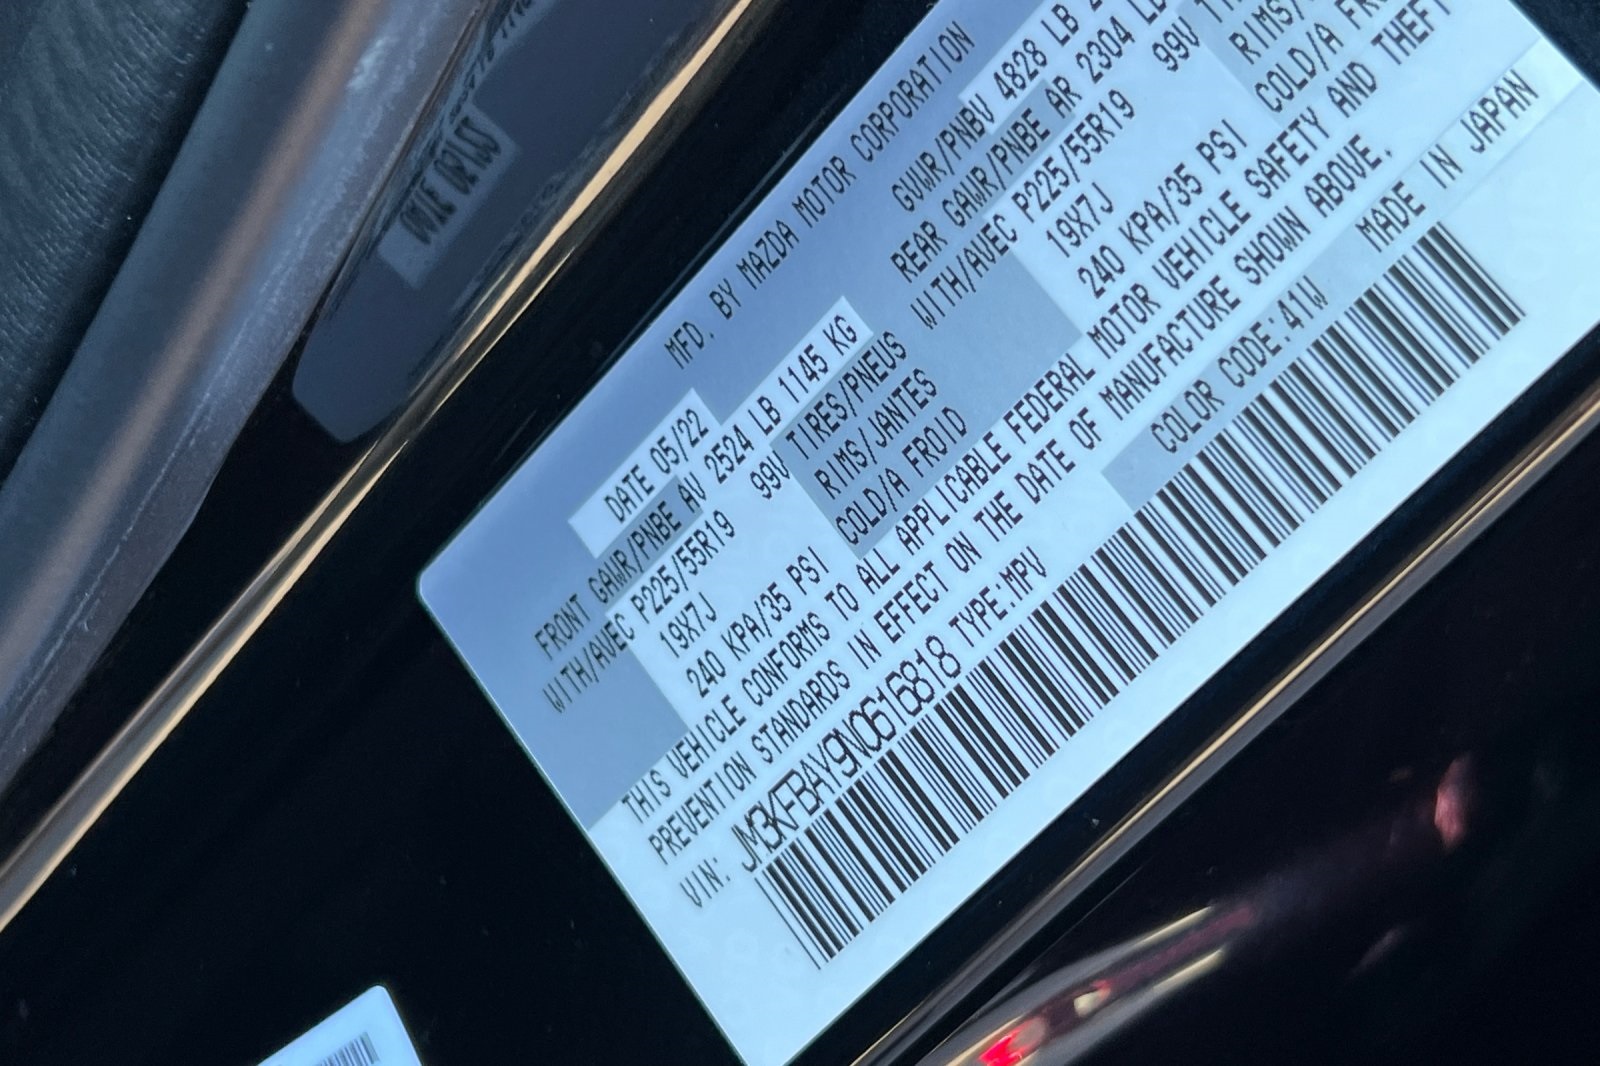 MFD. BY MAZDA MOTOR CORPORATION
DATE 05/22 GVWR/PNBV 4828 LB
FRONT GAWR/PNBE AV 2524 LB 1145 KG REAR GAWR/PNBE AR 2304 LB
WITH/AVEC P225/55R19 99V TIRES/PNEUS WITH/AVEC P225/55R19 99V
19X7J RIMS/JANTES 19X7J RIMS/
240 KPA/35 PSI COLD/A FROID 240 KPA/35 PSI COLD/A
THIS VEHICLE CONFORMS TO ALL APPLICABLE FEDERAL MOTOR VEHICLE SAFETY AND THEFT
PREVENTION STANDARDS IN EFFECT ON THE DATE OF MANUFACTURE SHOWN ABOVE.
VIN: JM3KFBAY9N0616818 TYPE:MPV COLOR CODE:41W MADE IN JAPAN